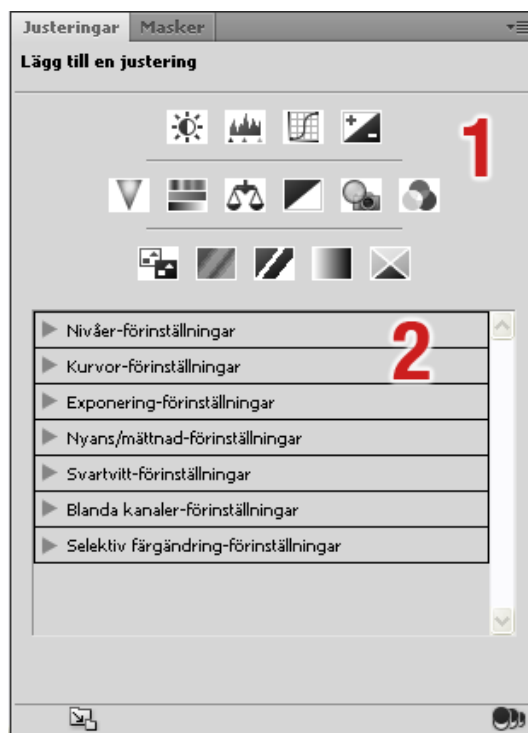 Justeringar Masker
Lägg till en justering
1
2
Nivåer-förinställningar
Kurvor-förinställningar
Exponering-förinställningar
Nyans/mättnad-förinställningar
Svartvitt-förinställningar
Blanda kanaler-förinställningar
Selektiv färgändring-förinställningar